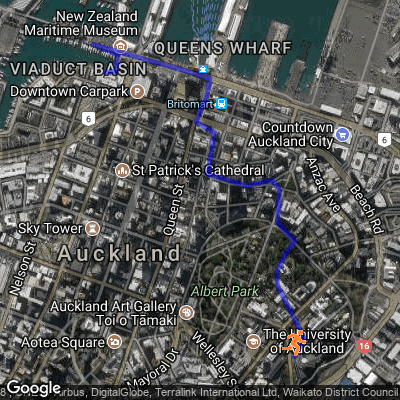 New Zealand
Maritime Museum
QUEENS WHARF
VIADUCT BASIN
Downtown Carpark
Britomart
6
6
Countdown
Auckland City
Anzac Ave
Beach Rd
St Patrick's Cathedral
Queen St
Sky Tower
Nelson St
Auckland
Albert Park
Auckland Art Gallery
Toi o Tāmaki
Aotea Square
Mayoral Dr
Wellesley St
The University
of Auckland
16
Google
DigitalGlobe, Terralink International Ltd, Waikato District Council